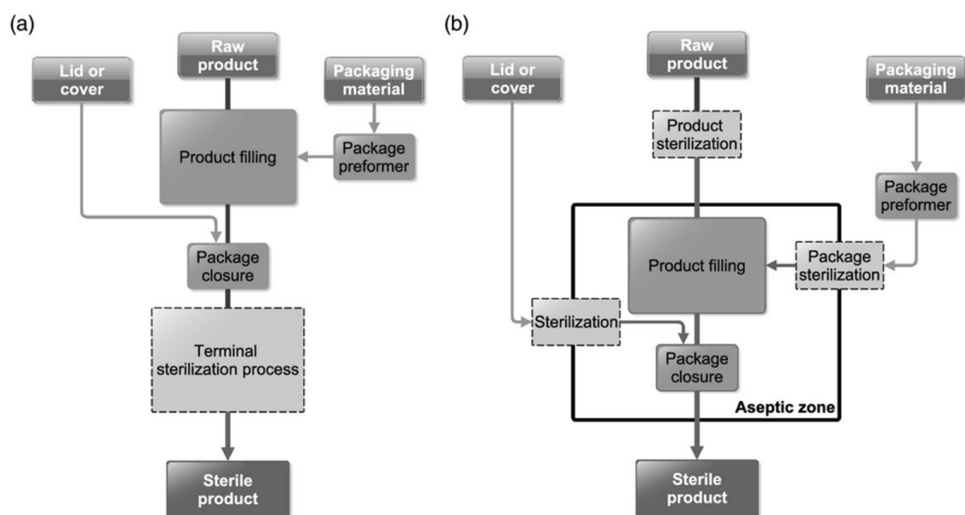 (a)
Raw
product
Lid or
cover
Packaging
material
Product filling
Package
preformer
Package
closure
Terminal
sterilization process
Sterile
product
(b)
Raw
product
Lid or
cover
Packaging
material
Product
sterilization
Package
preformer
Product filling
Package
sterilization
Sterilization
Package
closure
Aseptic zone
Sterile
product